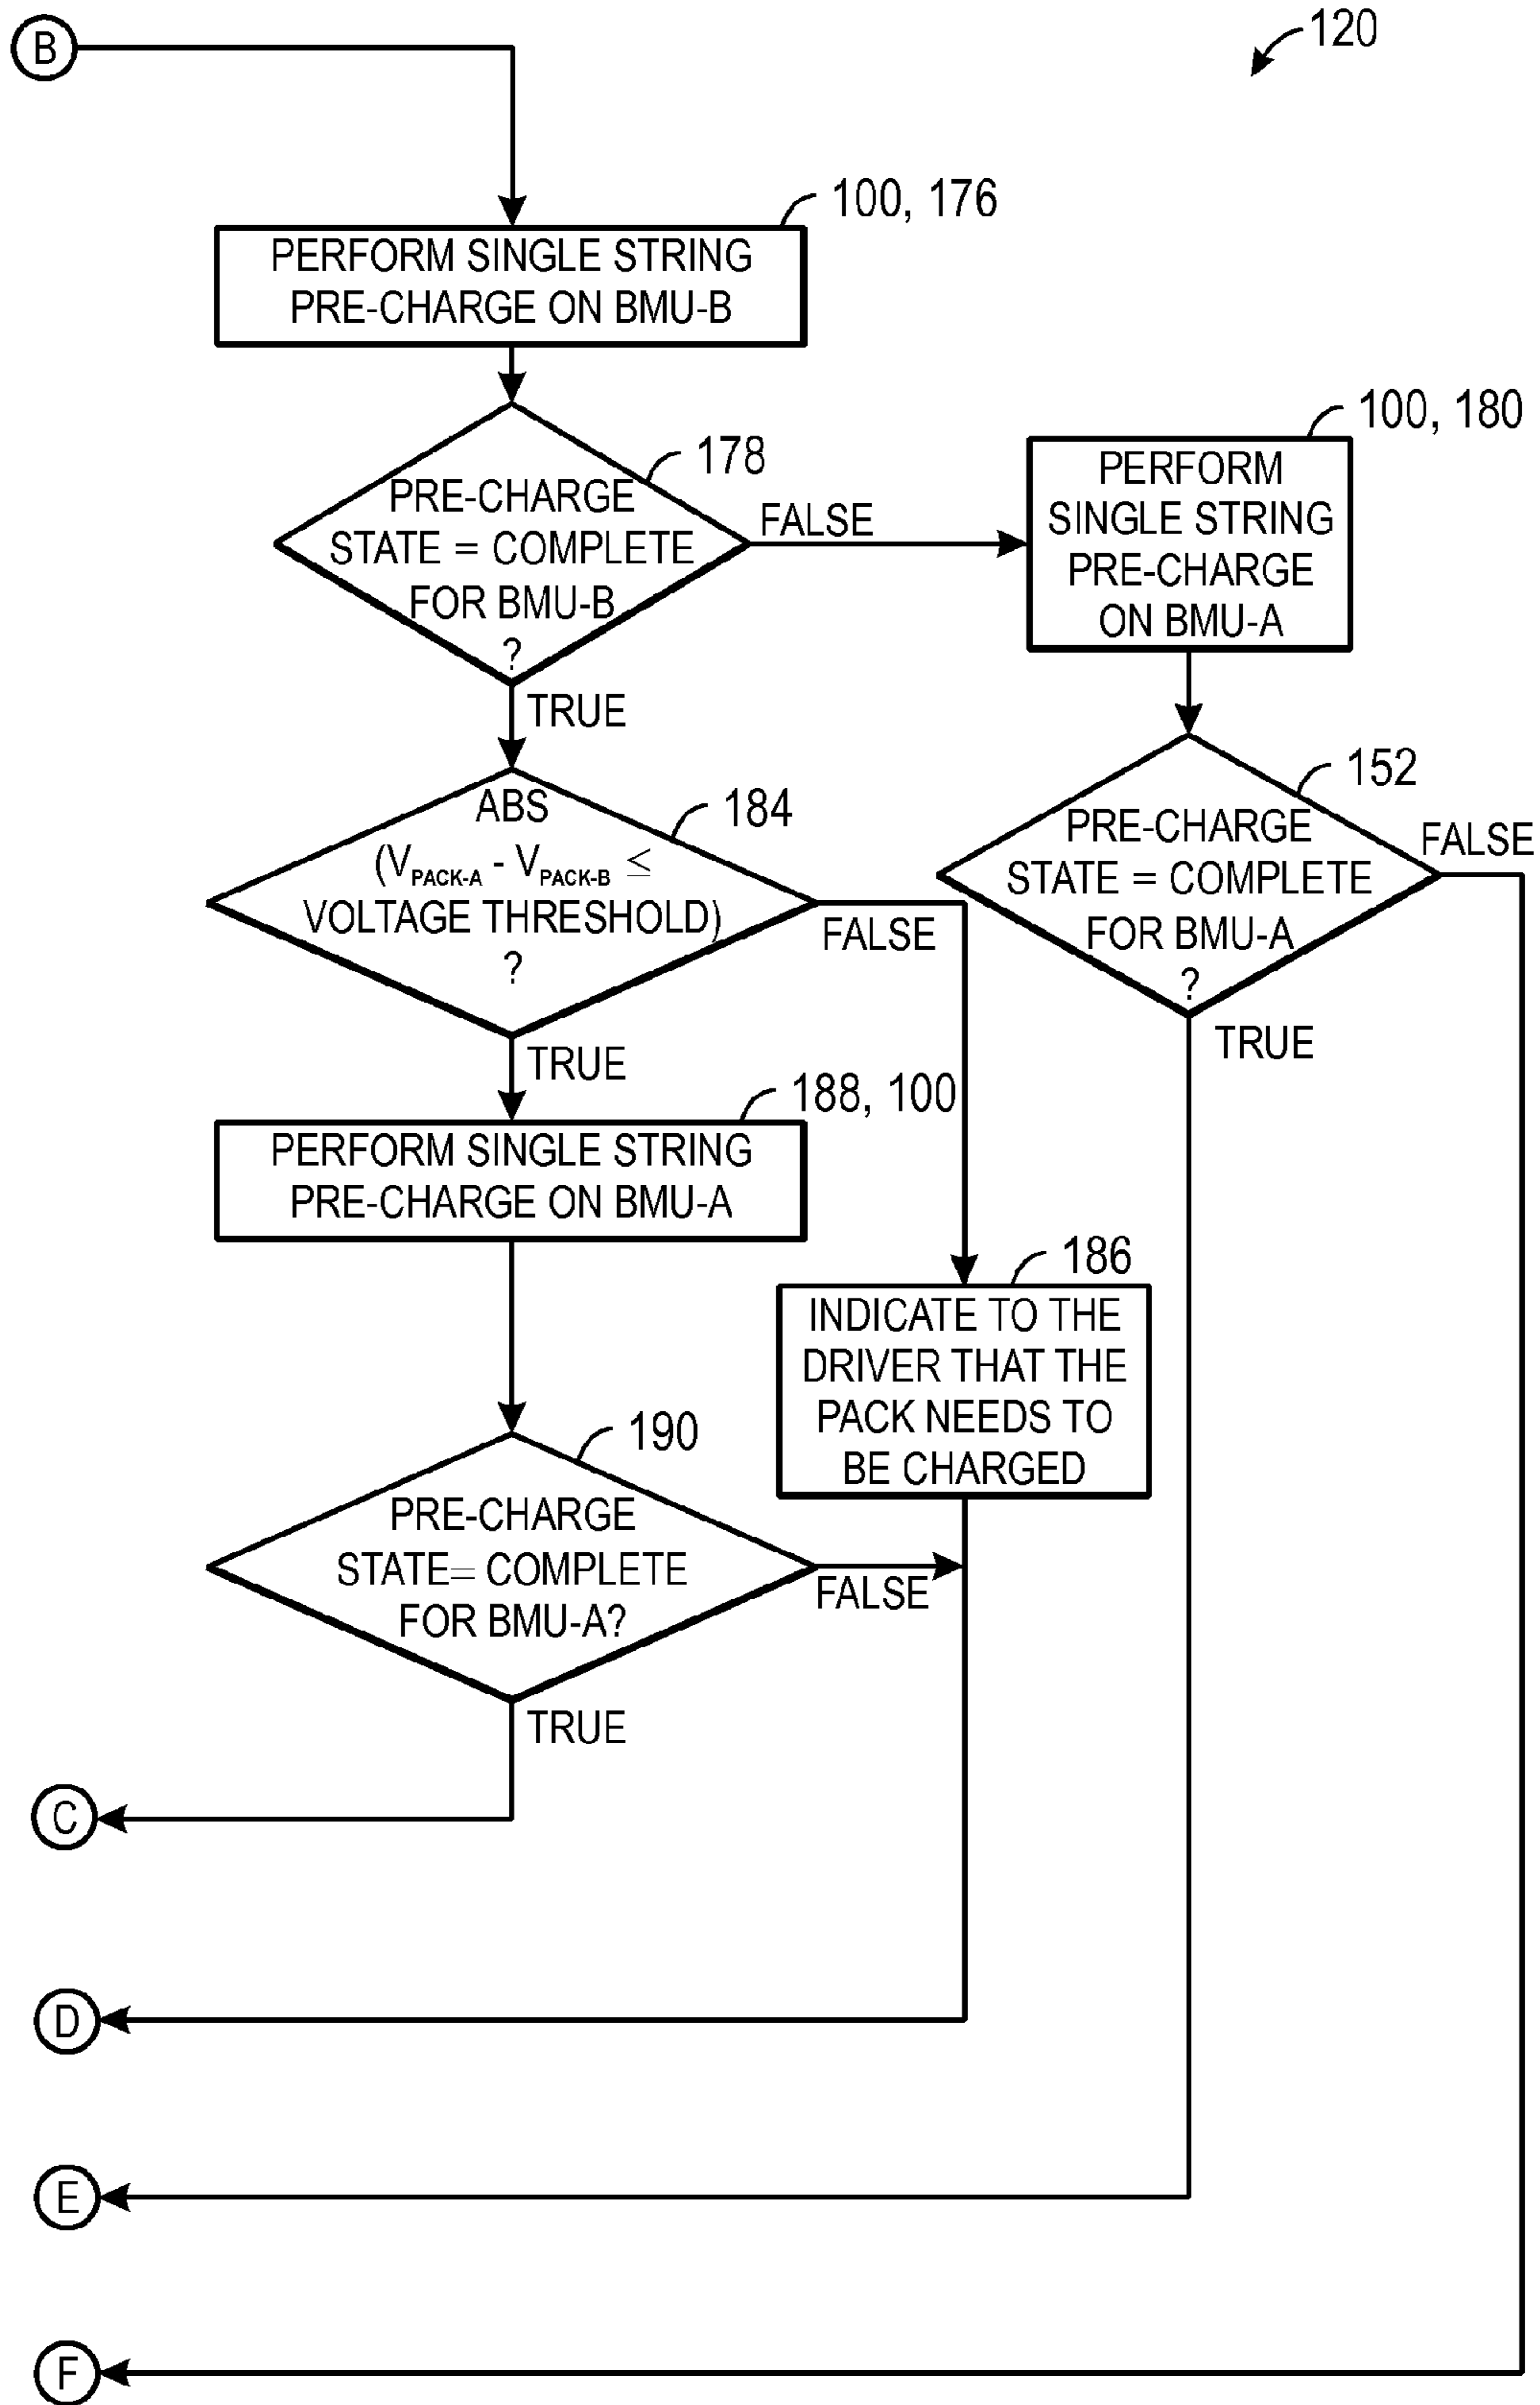 B
120
100, 176
PERFORM SINGLE STRING
PRE-CHARGE ON BMU-B
178
PRE-CHARGE
STATE = COMPLETE
FOR BMU-B
?
FALSE
TRUE
100, 180
PERFORM
SINGLE STRING
PRE-CHARGE
ON BMU-A
152
PRE-CHARGE
STATE = COMPLETE
FOR BMU-A
?
FALSE
TRUE
184
ABS
(V PACK-A - V PACK-B ≤
VOLTAGE THRESHOLD)
?
FALSE
TRUE
188, 100
PERFORM SINGLE STRING
PRE-CHARGE ON BMU-A
186
INDICATE TO THE
DRIVER THAT THE
PACK NEEDS TO
BE CHARGED
190
PRE-CHARGE
STATE= COMPLETE
FOR BMU-A?
FALSE
TRUE
C
D
E
F